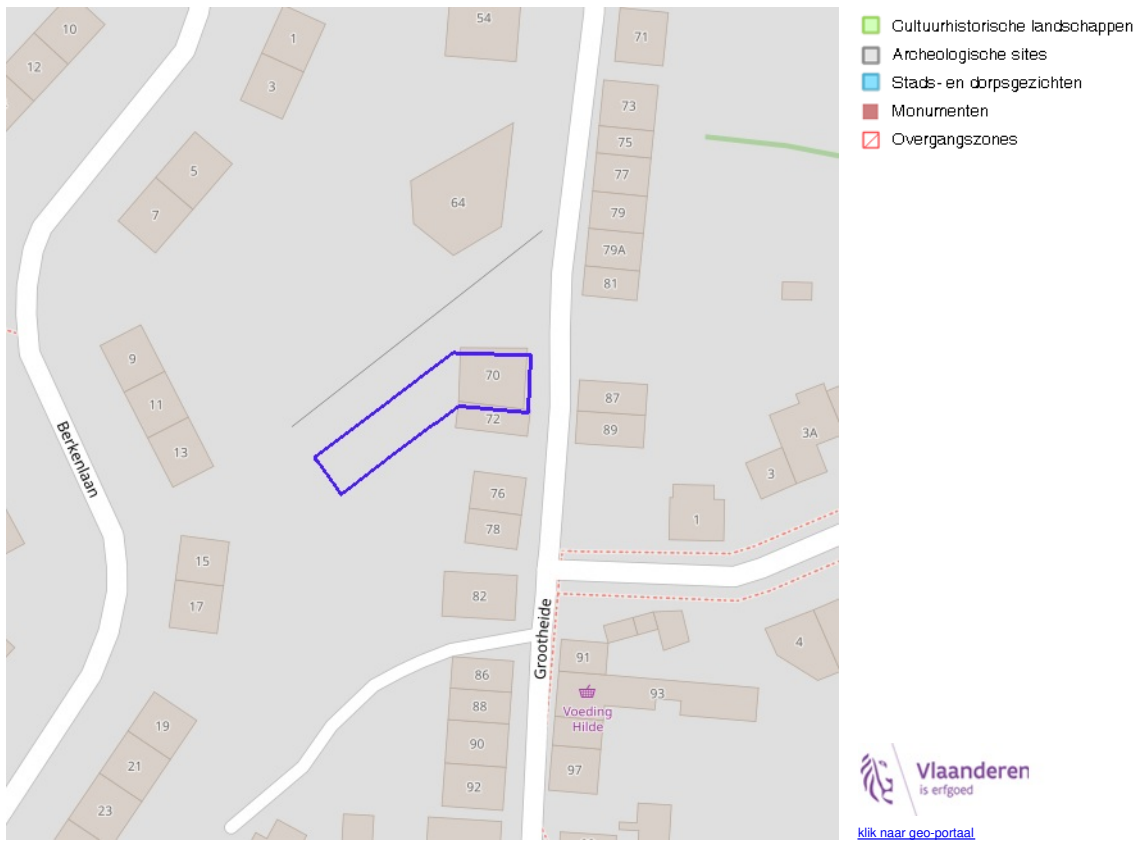 Cultuurhistorische landschappen
Archeologische sites
Stads- en dorpsgezichten
Monumenten
Overgangszones
10
12
1
3
54
71
73
75
77
79
79A
81
5
7
64
9
11
13
70
72
87
89
3A
3
1
76
78
15
17
82
Berkenlaan
Grootheide
4
91
93
Voeding
Hilde
97
86
88
90
92
19
21
23
Vlaanderen
is erfgoed
klik naar geo-portaal